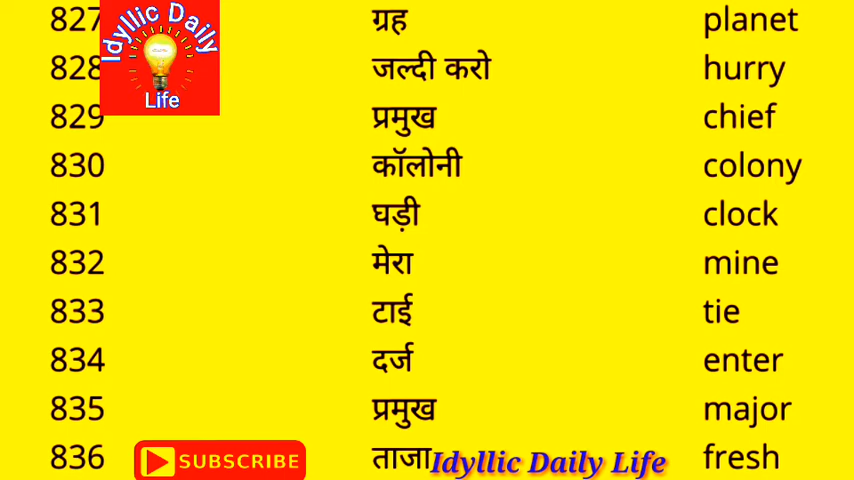 827 ग्रह planet
Idyllic Daily
Life
828 जल्दी करो hurry
829 प्रमुख chief
830 कॉलोनी colony
831 घड़ी clock
832 मेरा mine
833 टाई tie
834 दर्ज enter
835 प्रमुख major
836 ताजा fresh
SUBSCRIBE
Idyllic Daily Life